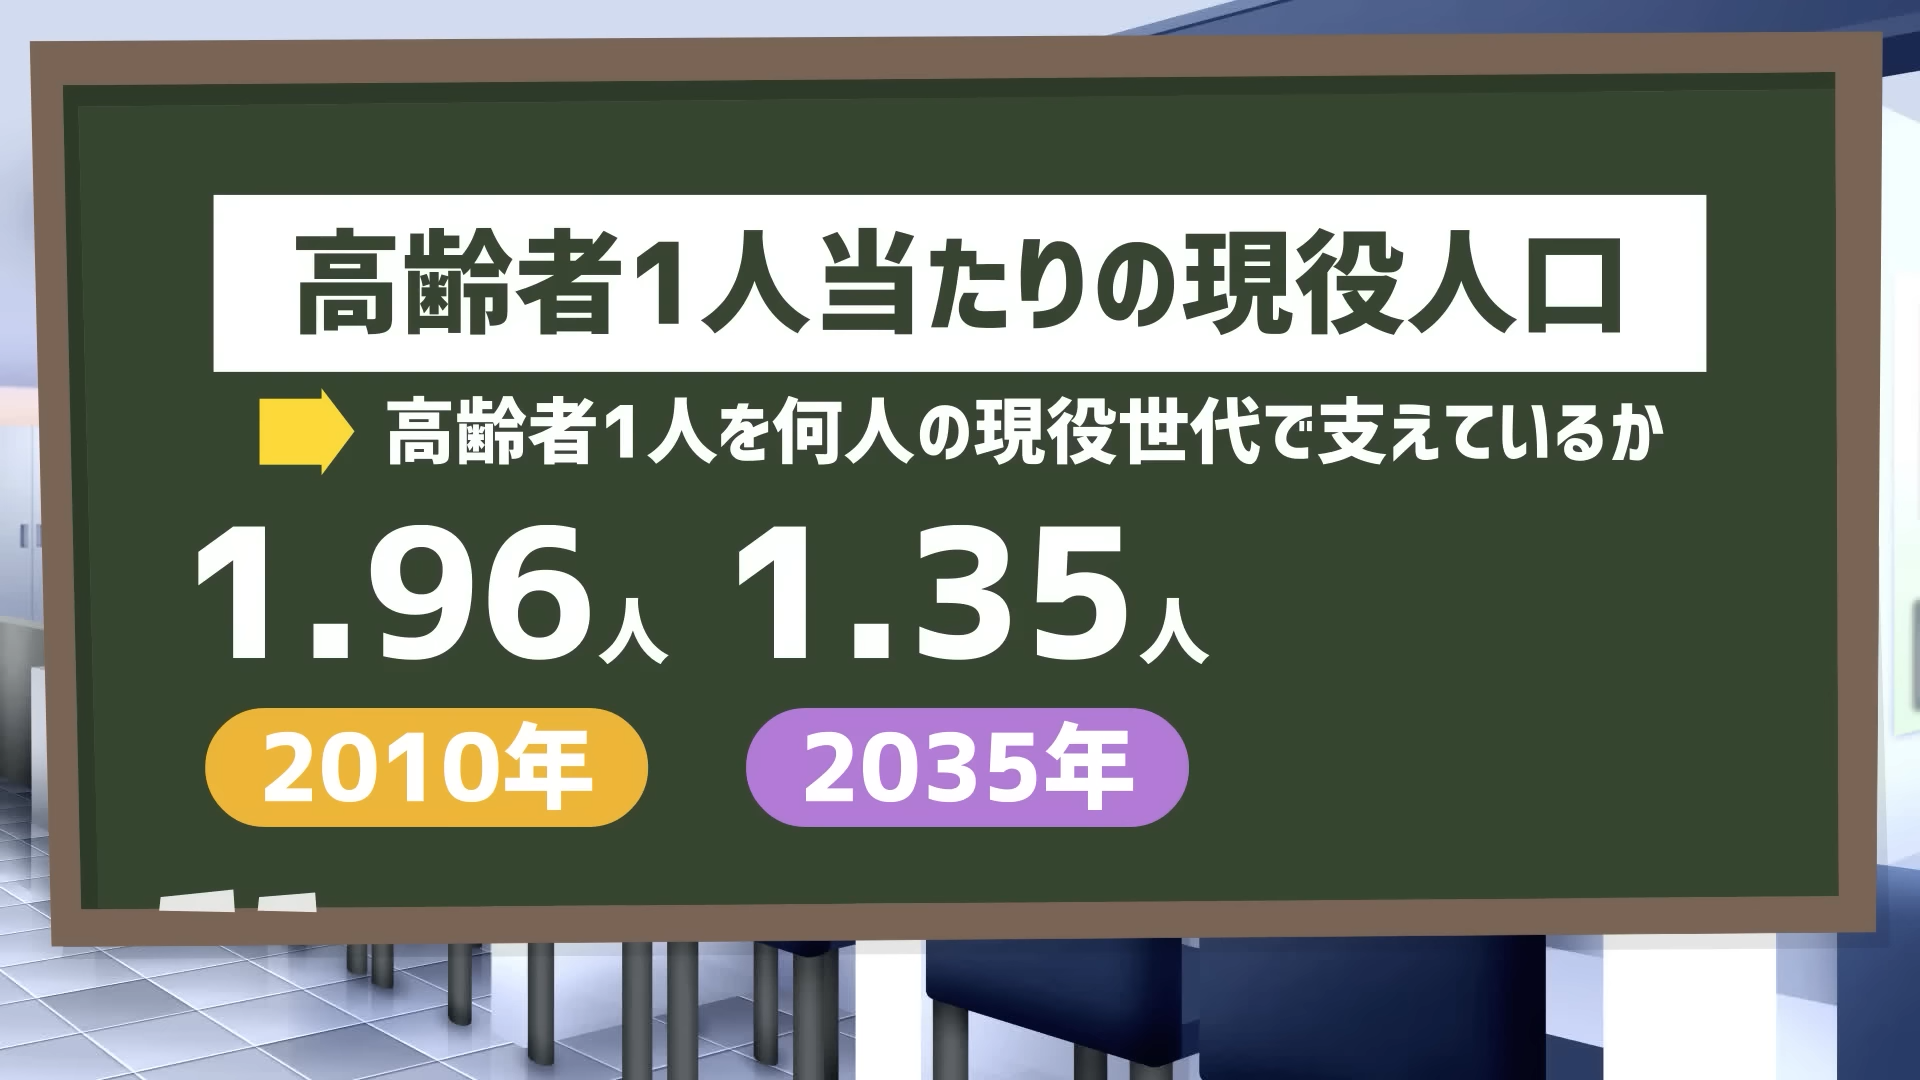 高齢者1人当たりの現役人口
高齢者1人を何人の現役世代で支えているか
1.96人 1.35人
2010年 2035年